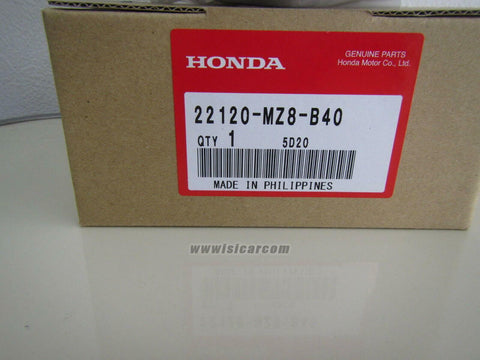 GENUINE PARTS
HONDA
Honda Motor Co., Ltd.
22120-MZ8-B40
QTY 1 5D20
MADE IN PHILIPPINES
wwwisicarcom